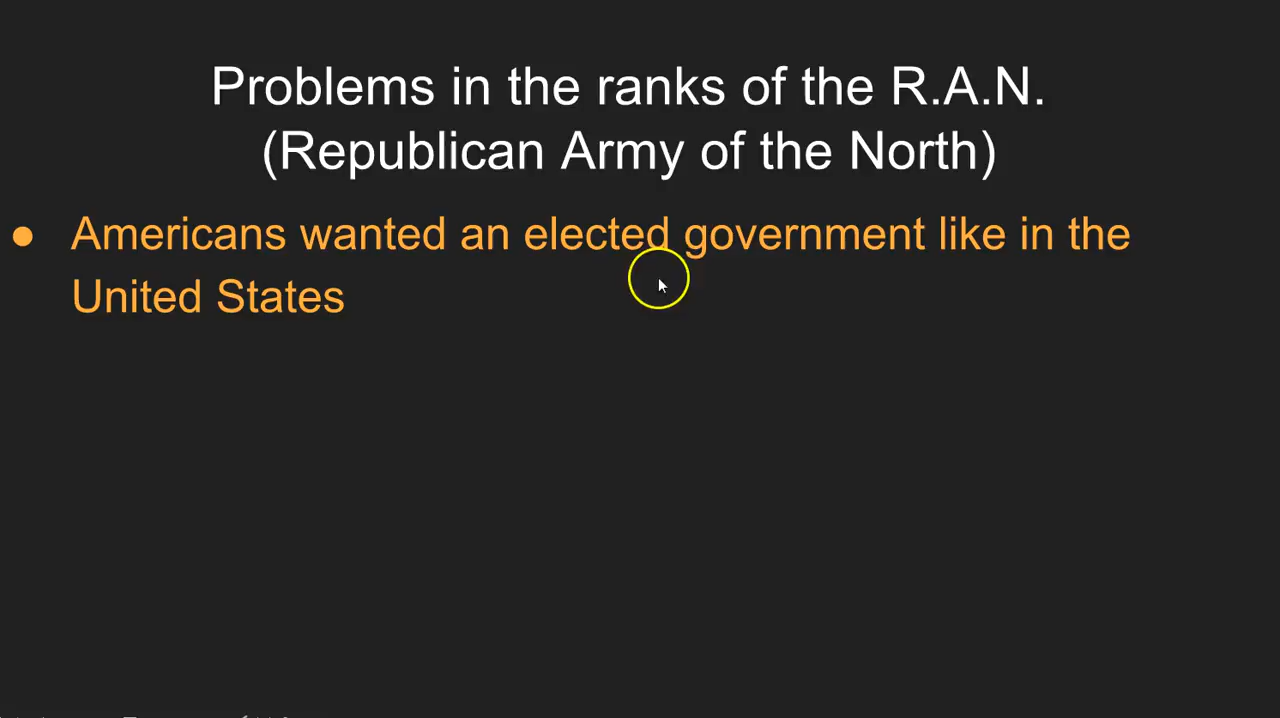 Problems in the ranks of the R.A.N.
(Republican Army of the North)
● Americans wanted an elected government like in the
United States